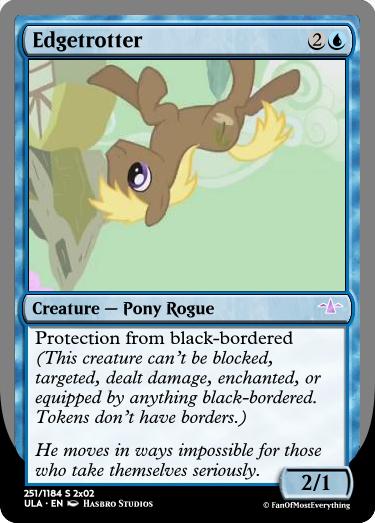 Edgetrotter 2
Creature — Pony Rogue
Protection from black-bordered
(This creature can't be blocked,
targeted, dealt damage, enchanted, or
equipped by anything black-bordered.
Tokens don't have borders.)
He moves in ways impossible for those
who take themselves seriously.
2/1
251/1184 S 2x02
ULA · EN Hasbro Studios
© FanOfMostEverything